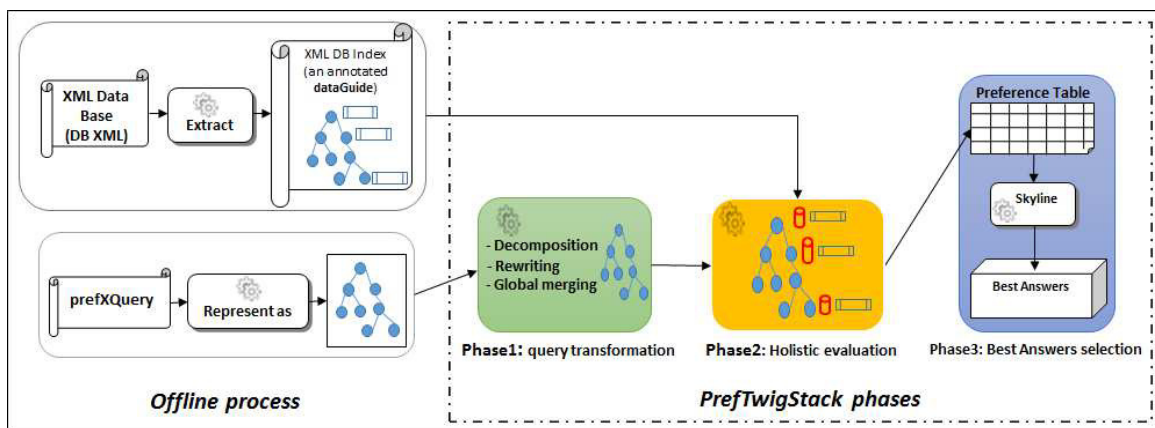 XML Data
Base
(DB XML)
Extract
XML DB Index
(an annotated
dataGuide)
prefXQuery
Represent as
Offline process
- Decomposition
- Rewriting
- Global merging
Phase1: query transformation
Phase2: Holistic evaluation
Preference Table
Skyline
Best Answers
Phase3: Best Answers selection
PrefTwigStack phases